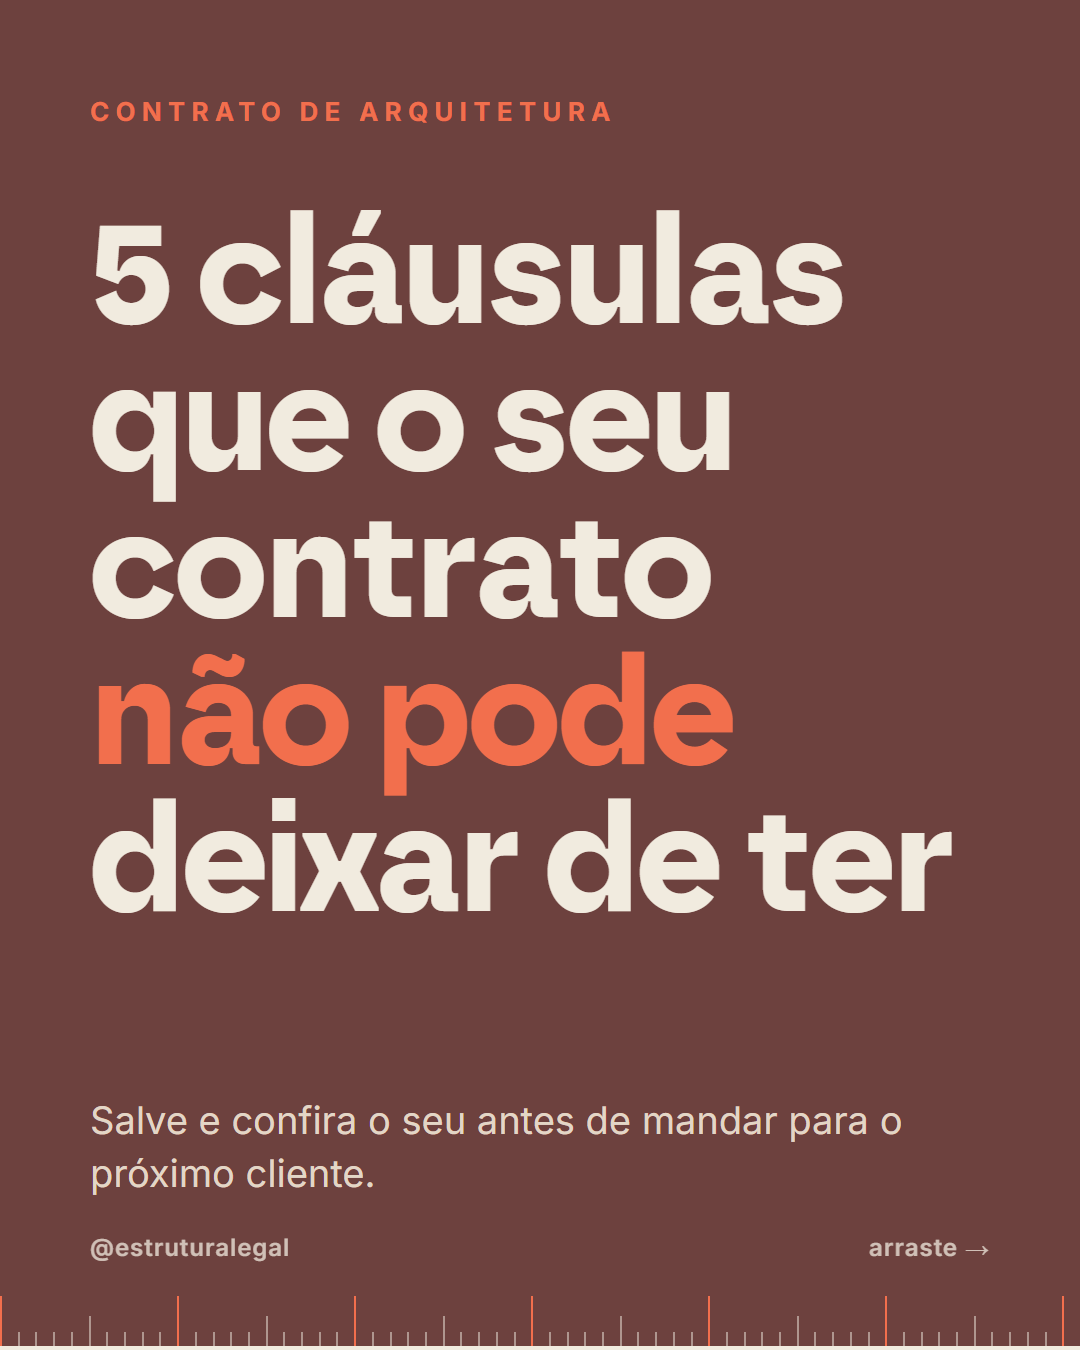 CONTRATO DE ARQUITETURA
5 cláusulas
que o seu
contrato
não pode
deixar de ter
Salve e confira o seu antes de mandar para o
próximo cliente.
@estruturalegal
arraste →